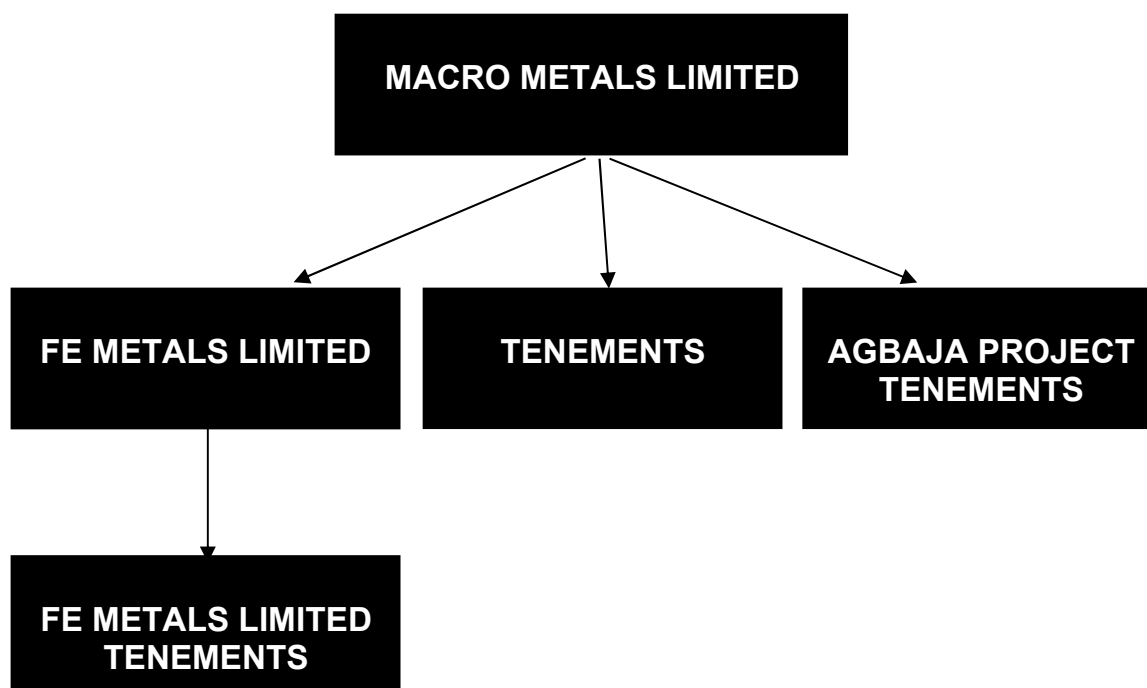 MACRO METALS LIMITED
FE METALS LIMITED
TENEMENTS
AGBAJA PROJECT
TENEMENTS
FE METALS LIMITED
TENEMENTS